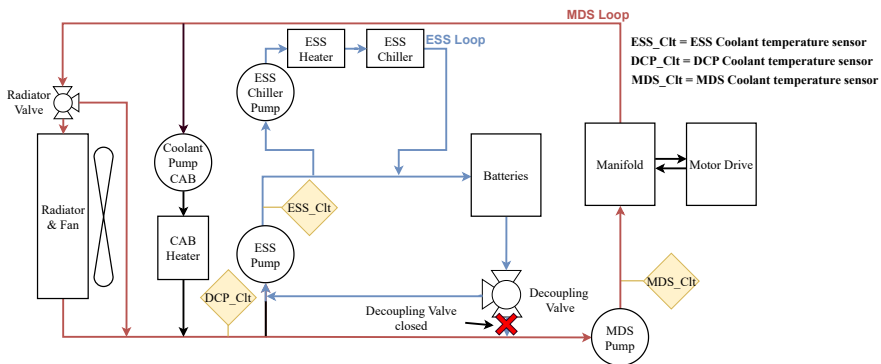 MDS Loop
ESS_Clt = ESS Coolant temperature sensor
DCP_Clt = DCP Coolant temperature sensor
MDS_Clt = MDS Coolant temperature sensor
ESS
Heater
ESS
Chiller
ESS Loop
ESS
Chiller
Pump
Radiator
Valve
Coolant
Pump
CAB
Radiator
& Fan
CAB
Heater
ESS_Clt
ESS
Pump
Batteries
Manifold
Motor Drive
DCP_Clt
Decoupling Valve
closed
Decoupling
Valve
MDS_Clt
MDS
Pump